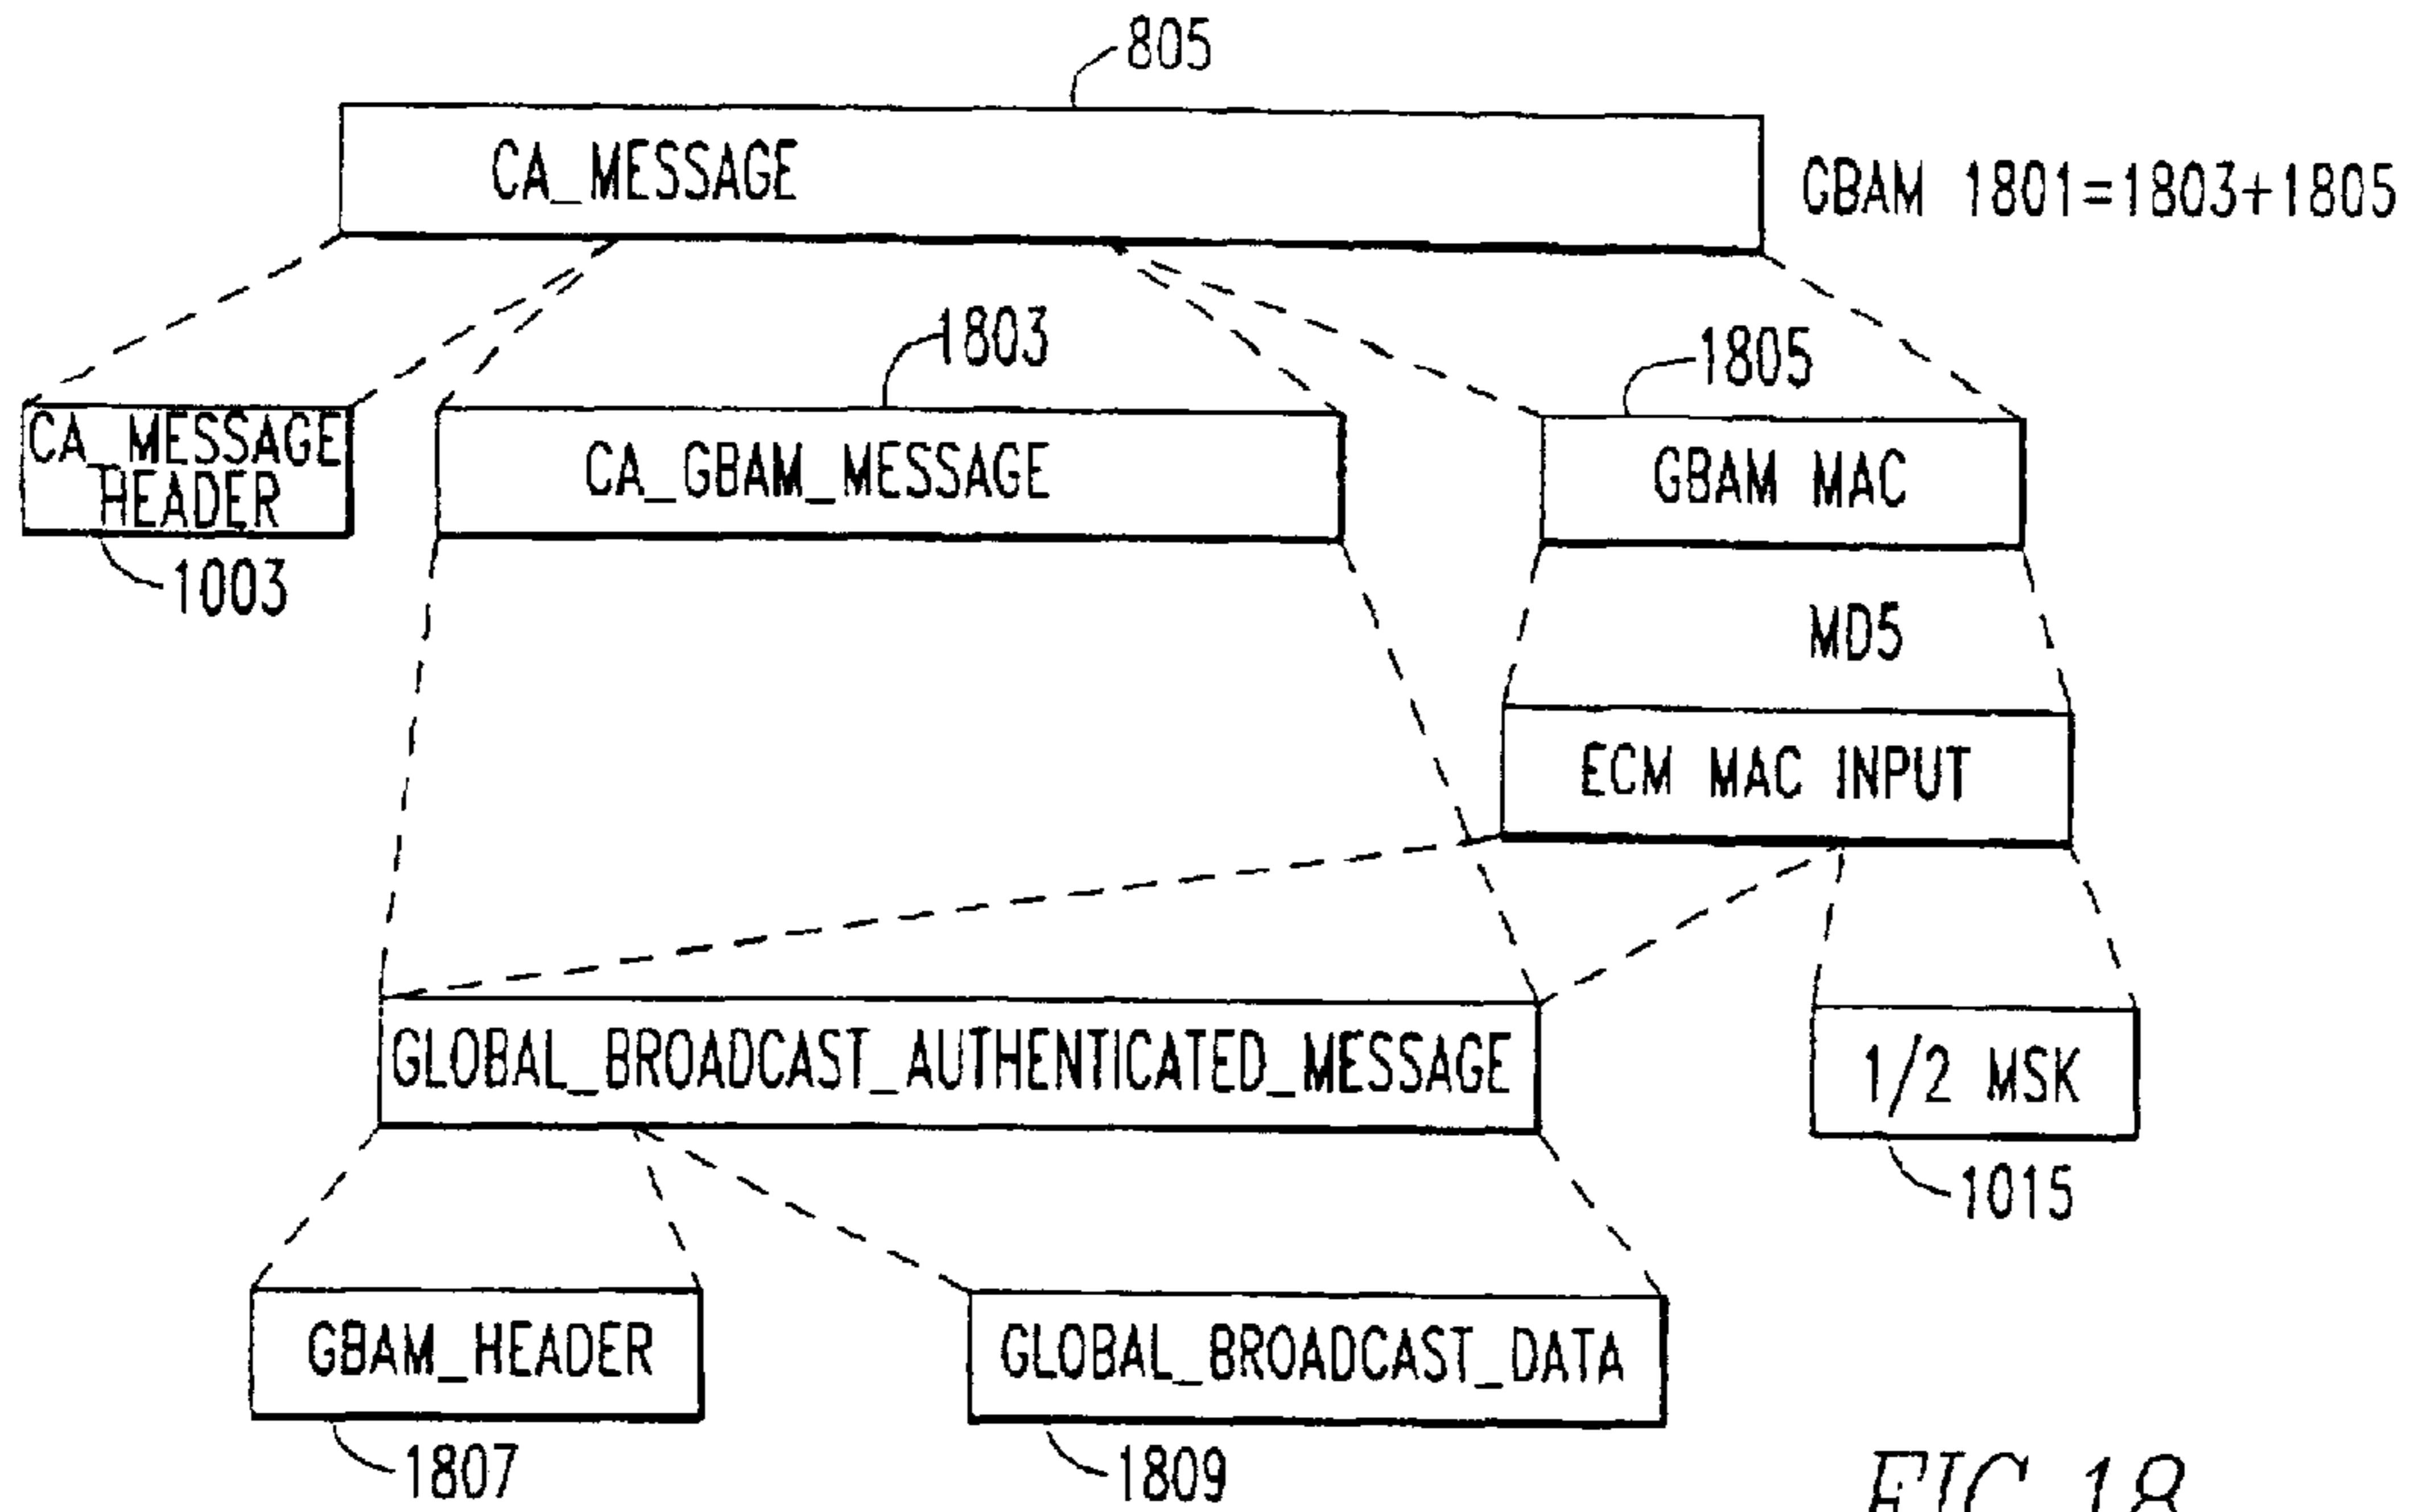 805
CA_MESSAGE
GBAM 1801=1803+1805
1803
1805
CA_MESSAGE
HEADER
CA_GBAM_MESSAGE
GBAM MAC
1003
MD5
ECM MAC INPUT
GLOBAL_BROADCAST_AUTHENTICATED_MESSAGE
1/2 MSK
1015
GBAM_HEADER
GLOBAL_BROADCAST_DATA
1807
1809
FIG.18